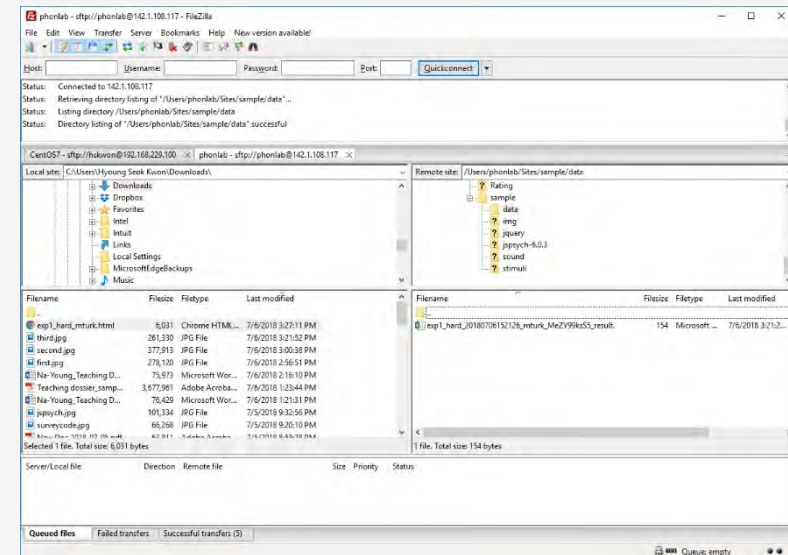 phonlab - sftp://phonlab@142.1.108.117 - FileZilla
File Edit View Transfer Server Bookmarks Help New version available!
Host: Username: Password: Port: Quickconnect
Status: Connected to 142.1.108.117
Status: Retrieving directory listing of "/Users/phonlab/Sites/sample/data"...
Status: Listing directory /Users/phonlab/Sites/sample/data
Status: Directory listing of "/Users/phonlab/Sites/sample/data" successful
CentOS7 - sftp://hskwon@192.168.229.100 phonlab - sftp://phonlab@142.1.108.117
Local site: C:\Users\Hyoung Seok Kwon\Downloads\
Downloads
Dropbox
Favorites
Intel
Intuit
Links
Local Settings
MicrosoftEdgeBackups
Music
Remote site: /Users/phonlab/Sites/sample/data
Rating
sample
data
img
jquery
jspsych-6.0.3
sound
stimuli
Filename Filesize Filetype Last modified
..
exp1_hard_mturk.html 6,031 Chrome HTML... 7/6/2018 3:27:11 PM
third.jpg 261,330 JPG File 7/6/2018 3:21:52 PM
second.jpg 377,913 JPG File 7/6/2018 3:00:38 PM
first.jpg 278,120 JPG File 7/6/2018 2:56:51 PM
Na-Young_Teaching D... 75,973 Microsoft Wor... 7/6/2018 2:16:10 PM
Teaching dossier_samp... 3,677,961 Adobe Acroba... 7/6/2018 1:23:44 PM
Na-Young_Teaching D... 76,429 Microsoft Wor... 7/6/2018 1:21:31 PM
jspsych.jpg 101,334 JPG File 7/5/2018 9:32:56 PM
surveycode.jpg 66,268 JPG File 7/5/2018 9:20:10 PM
Selected 1 file. Total size: 6,031 bytes
Filename Filesize Filetype Last modified
..
exp1_hard_20180706152126_mturk_MeZY99ksS5_result. 154 Microsoft ... 7/6/2018 3:21:2...
1 file. Total size: 154 bytes
Server/Local file Direction Remote file Size Priority Status
Queued files Failed transfers Successful transfers (5)
Queue: empty